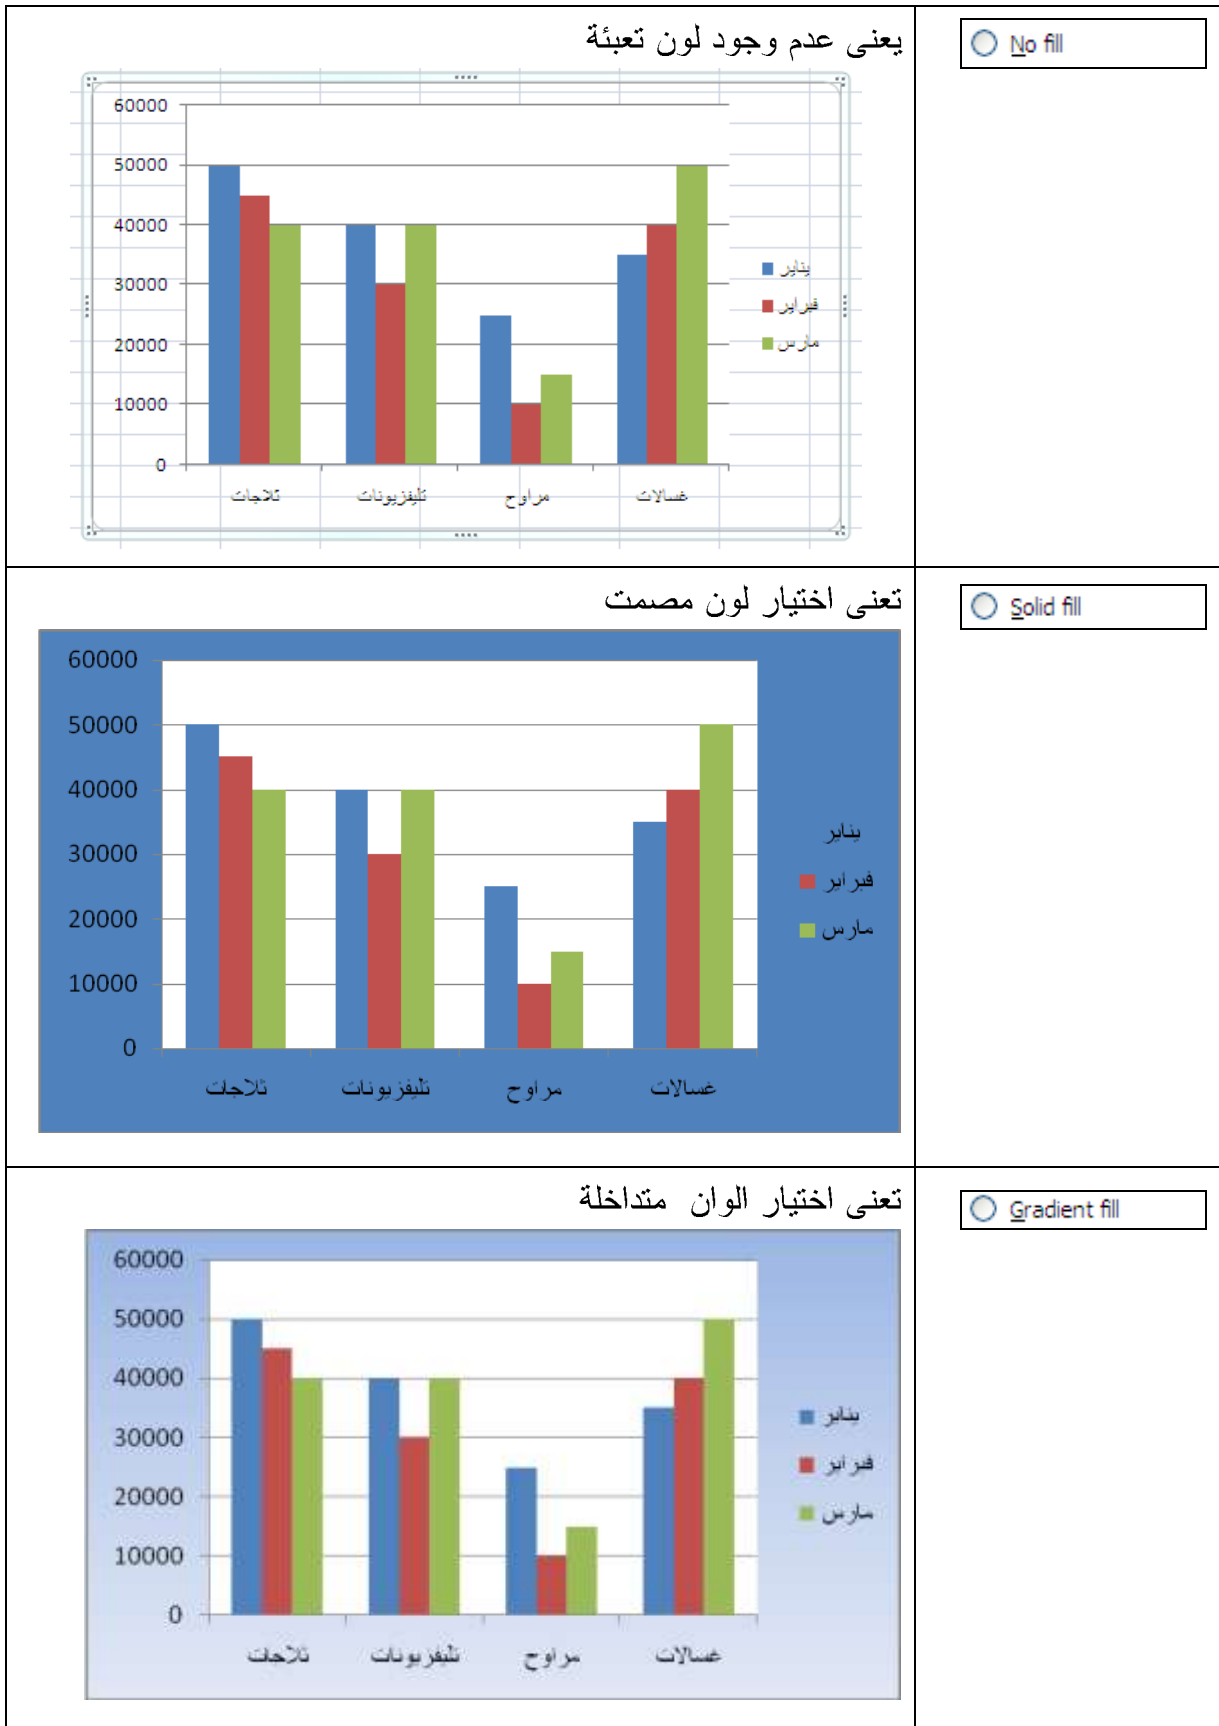 يعنى عدم وجود لون تعبئة
No fill
60000
50000
40000
30000
20000
10000
0
يناير
فبراير
مارس
ثلاجات تليفزيونات مراوح غسالات
تعنى اختيار لون مصمت
Solid fill
60000
50000
40000
30000
20000
10000
0
يناير
فبراير
مارس
ثلاجات تليفزيونات مراوح غسالات
تعنى اختيار الوان متداخلة
Gradient fill
60000
50000
40000
30000
20000
10000
0
يناير
فبراير
مارس
ثلاجات تليفزيونات مراوح غسالات